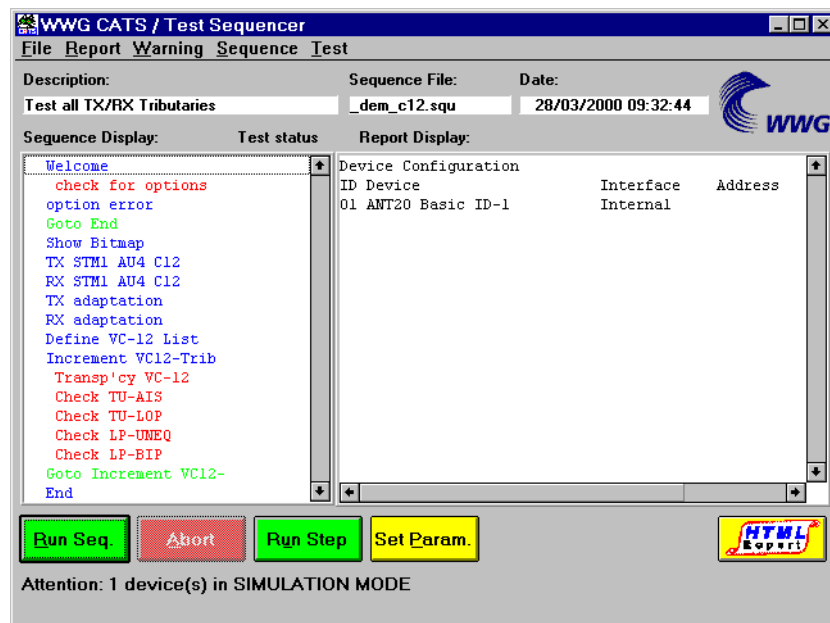 WWG CATS / Test Sequencer
File Report Warning Sequence Test
Description: Sequence File: Date:
Test all TX/RX Tributaries _dem_c12.squ 28/03/2000 09:32:44
WWG
Sequence Display: Test status Report Display:
Welcome
check for options
option error
Goto End
Show Bitmap
TX STM1 AU4 C12
RX STM1 AU4 C12
TX adaptation
RX adaptation
Define VC-12 List
Increment VC12-Trib
Transp'cy VC-12
Check TU-AIS
Check TU-LOP
Check LP-UNEQ
Check LP-BIP
Goto Increment VC12-
End
Device Configuration
ID Device Interface Address
01 ANT20 Basic ID-1 Internal
Run Seq. Abort Run Step Set Param. HTML Export
Attention: 1 device(s) in SIMULATION MODE